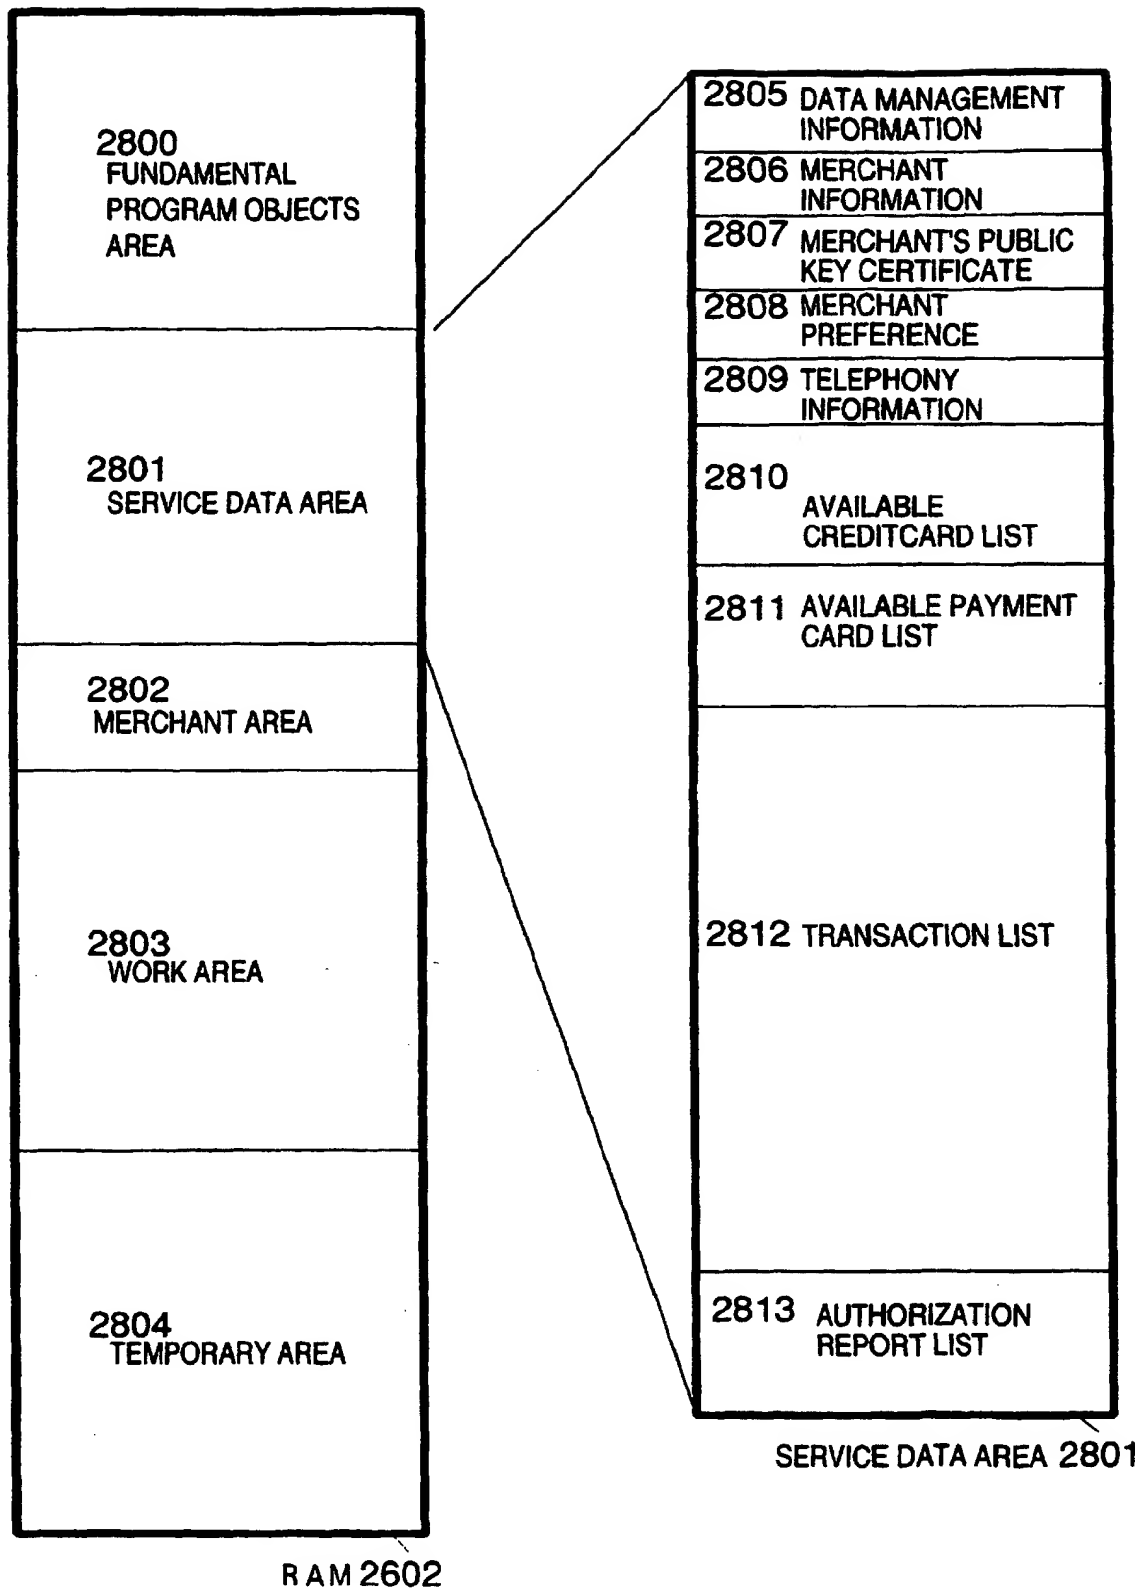 2800
FUNDAMENTAL
PROGRAM OBJECTS
AREA
2801
SERVICE DATA AREA
2802
MERCHANT AREA
2803
WORK AREA
2804
TEMPORARY AREA
RAM 2602
2805 DATA MANAGEMENT
INFORMATION
2806 MERCHANT
INFORMATION
2807 MERCHANT'S PUBLIC
KEY CERTIFICATE
2808 MERCHANT
PREFERENCE
2809 TELEPHONY
INFORMATION
2810
AVAILABLE
CREDITCARD LIST
2811 AVAILABLE PAYMENT
CARD LIST
2812 TRANSACTION LIST
2813 AUTHORIZATION
REPORT LIST
SERVICE DATA AREA 2801